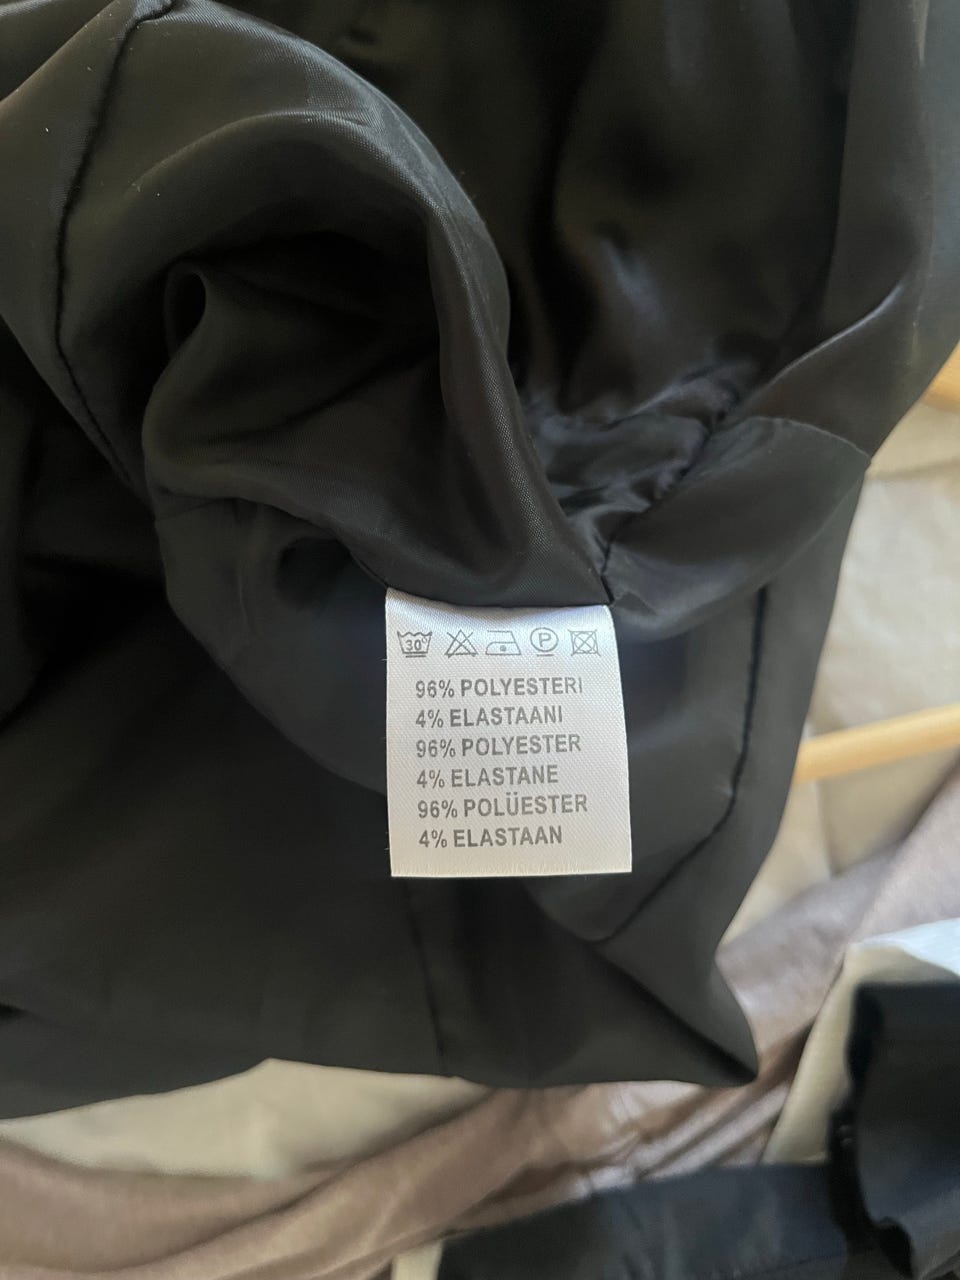 30° P
96% POLYESTERI
4% ELASTAANI
96% POLYESTER
4% ELASTANE
96% POLÜESTER
4% ELASTAAN